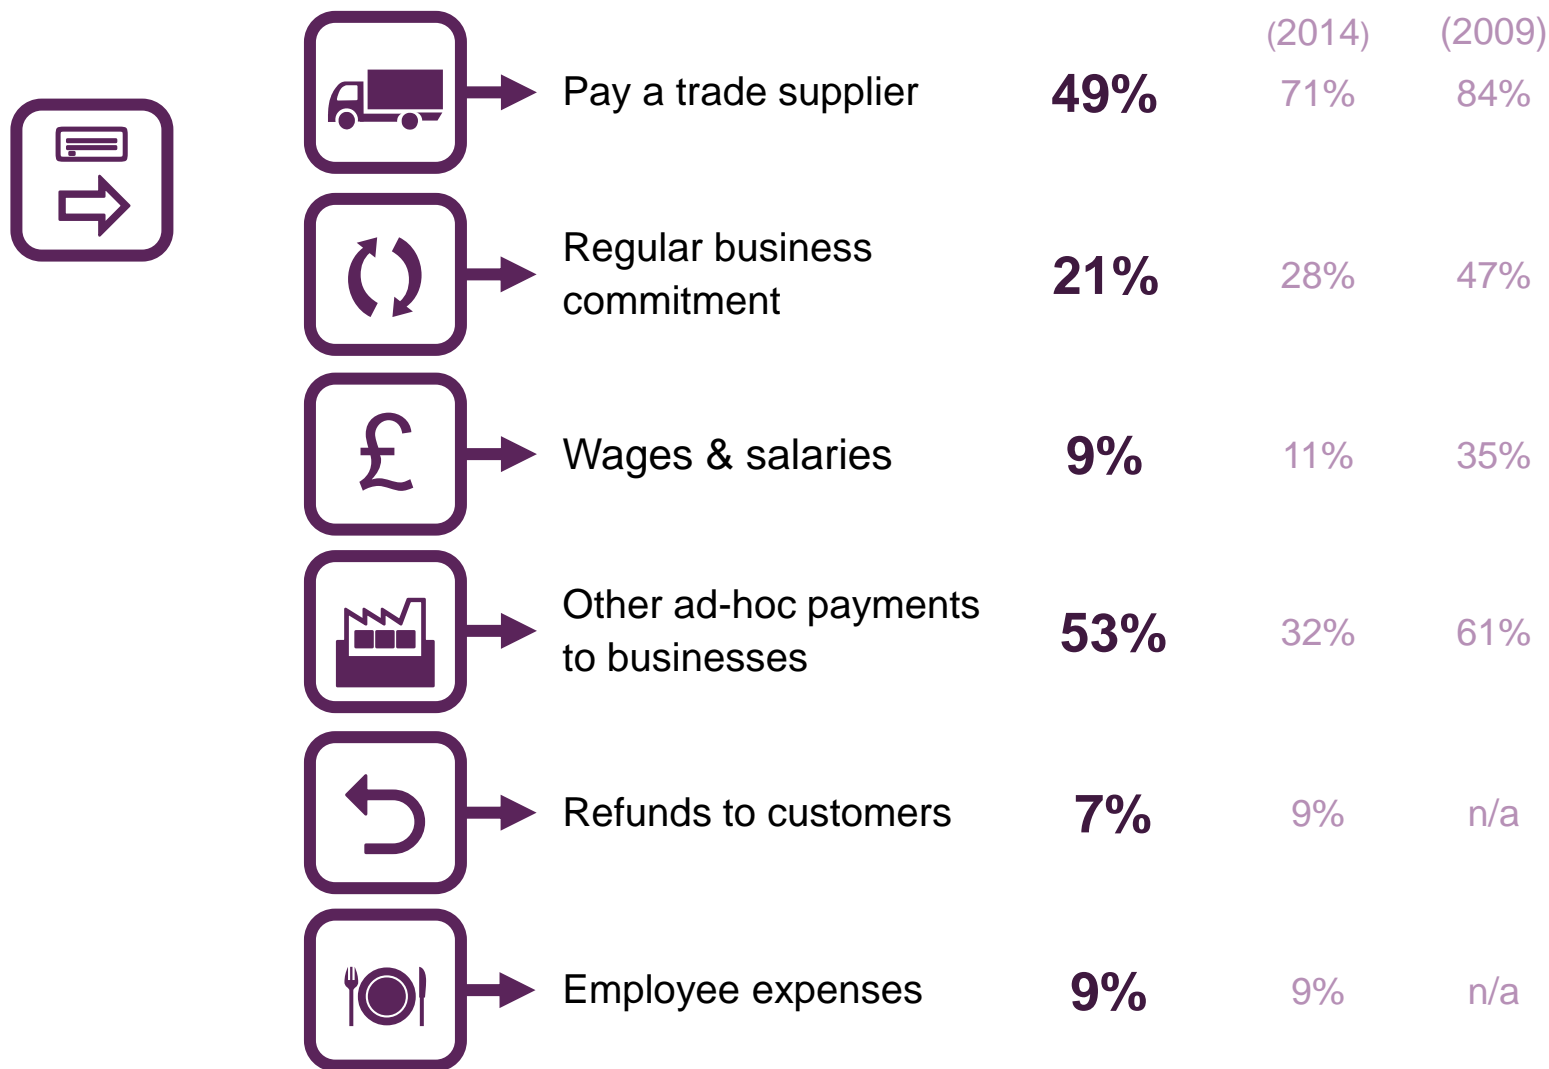 (2014) (2009)
Pay a trade supplier 49% 71% 84%
Regular business
commitment 21% 28% 47%
£ Wages & salaries 9% 11% 35%
Other ad-hoc payments
to businesses 53% 32% 61%
Refunds to customers 7% 9% n/a
Employee expenses 9% 9% n/a